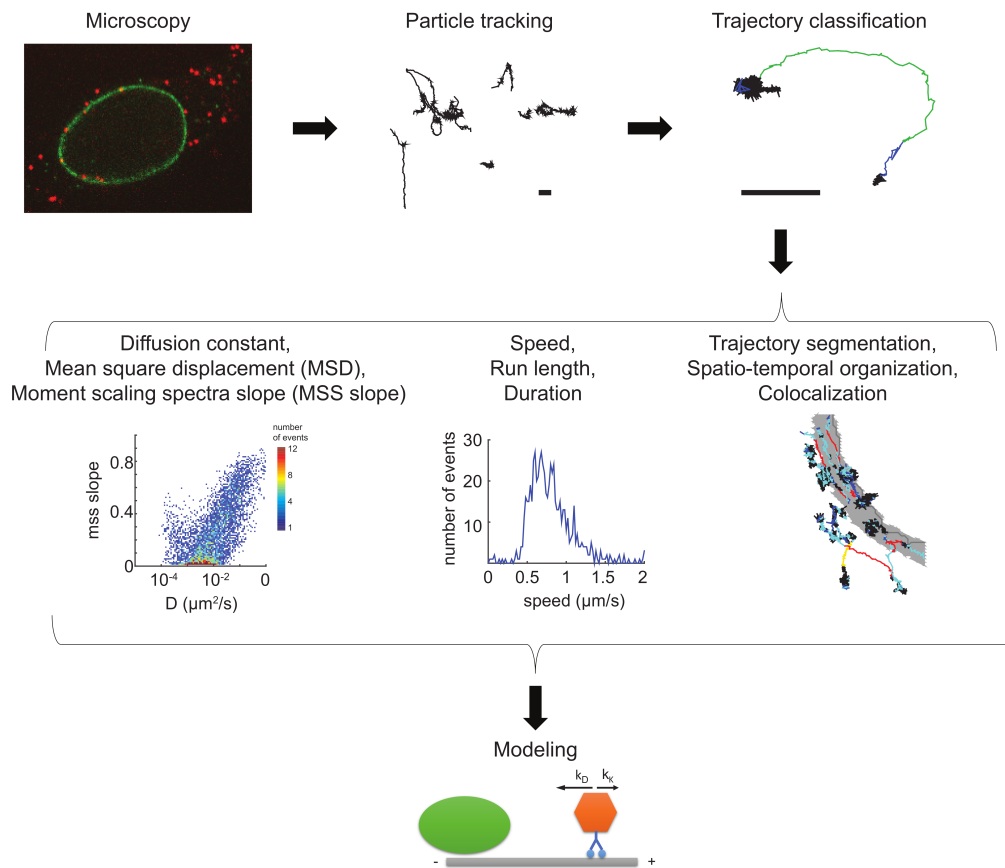 Microscopy
Particle tracking
Trajectory classification
Diffusion constant,
Mean square displacement (MSD),
Moment scaling spectra slope (MSS slope)
Speed,
Run length,
Duration
Trajectory segmentation,
Spatio-temporal organization,
Colocalization
number
of events
12
8
4
1
mss slope
0.8
0.4
0
10⁻⁴
10⁻²
0
D (µm²/s)
number of events
30
20
10
0
0.5
1
1.5
2
speed (µm/s)
Modeling
k_D
k_K
-
+